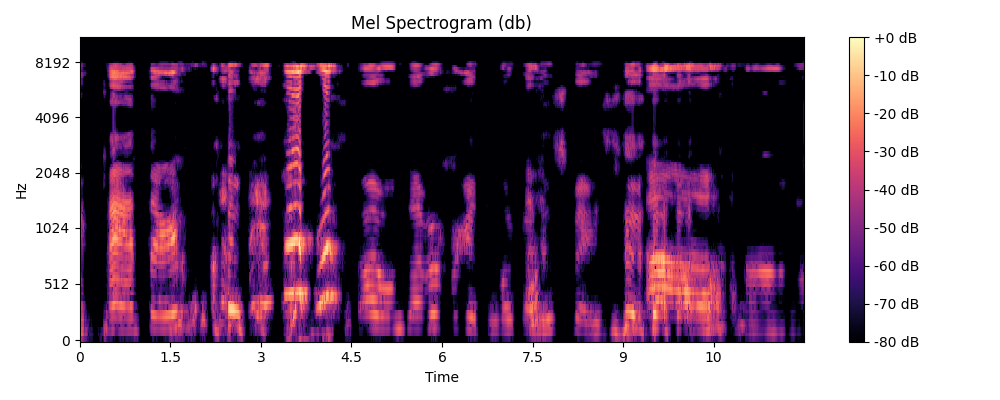 Mel Spectrogram (db)
8192
4096
2048
1024
512
0
Hz
0 1.5 3 4.5 6 7.5 9 10
Time
+0 dB
-10 dB
-20 dB
-30 dB
-40 dB
-50 dB
-60 dB
-70 dB
-80 dB